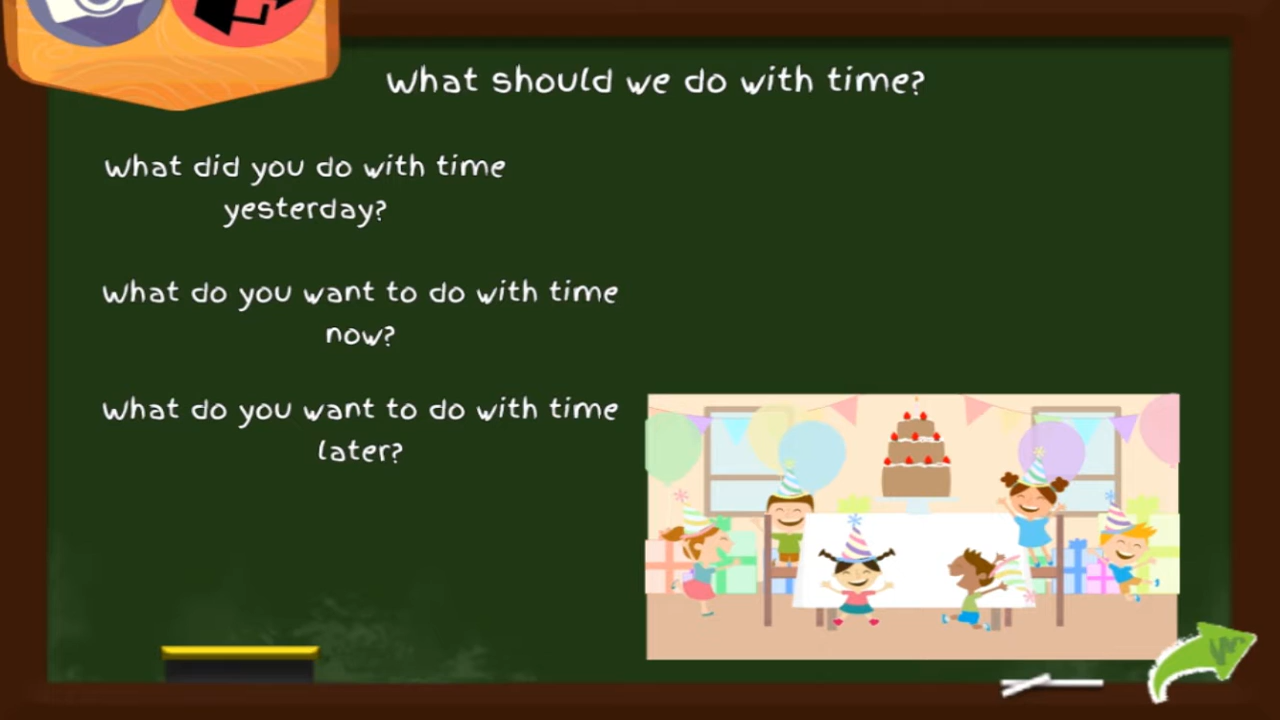 What should we do with time?
What did you do with time
yesterday?
What do you want to do with time
now?
What do you want to do with time
later?